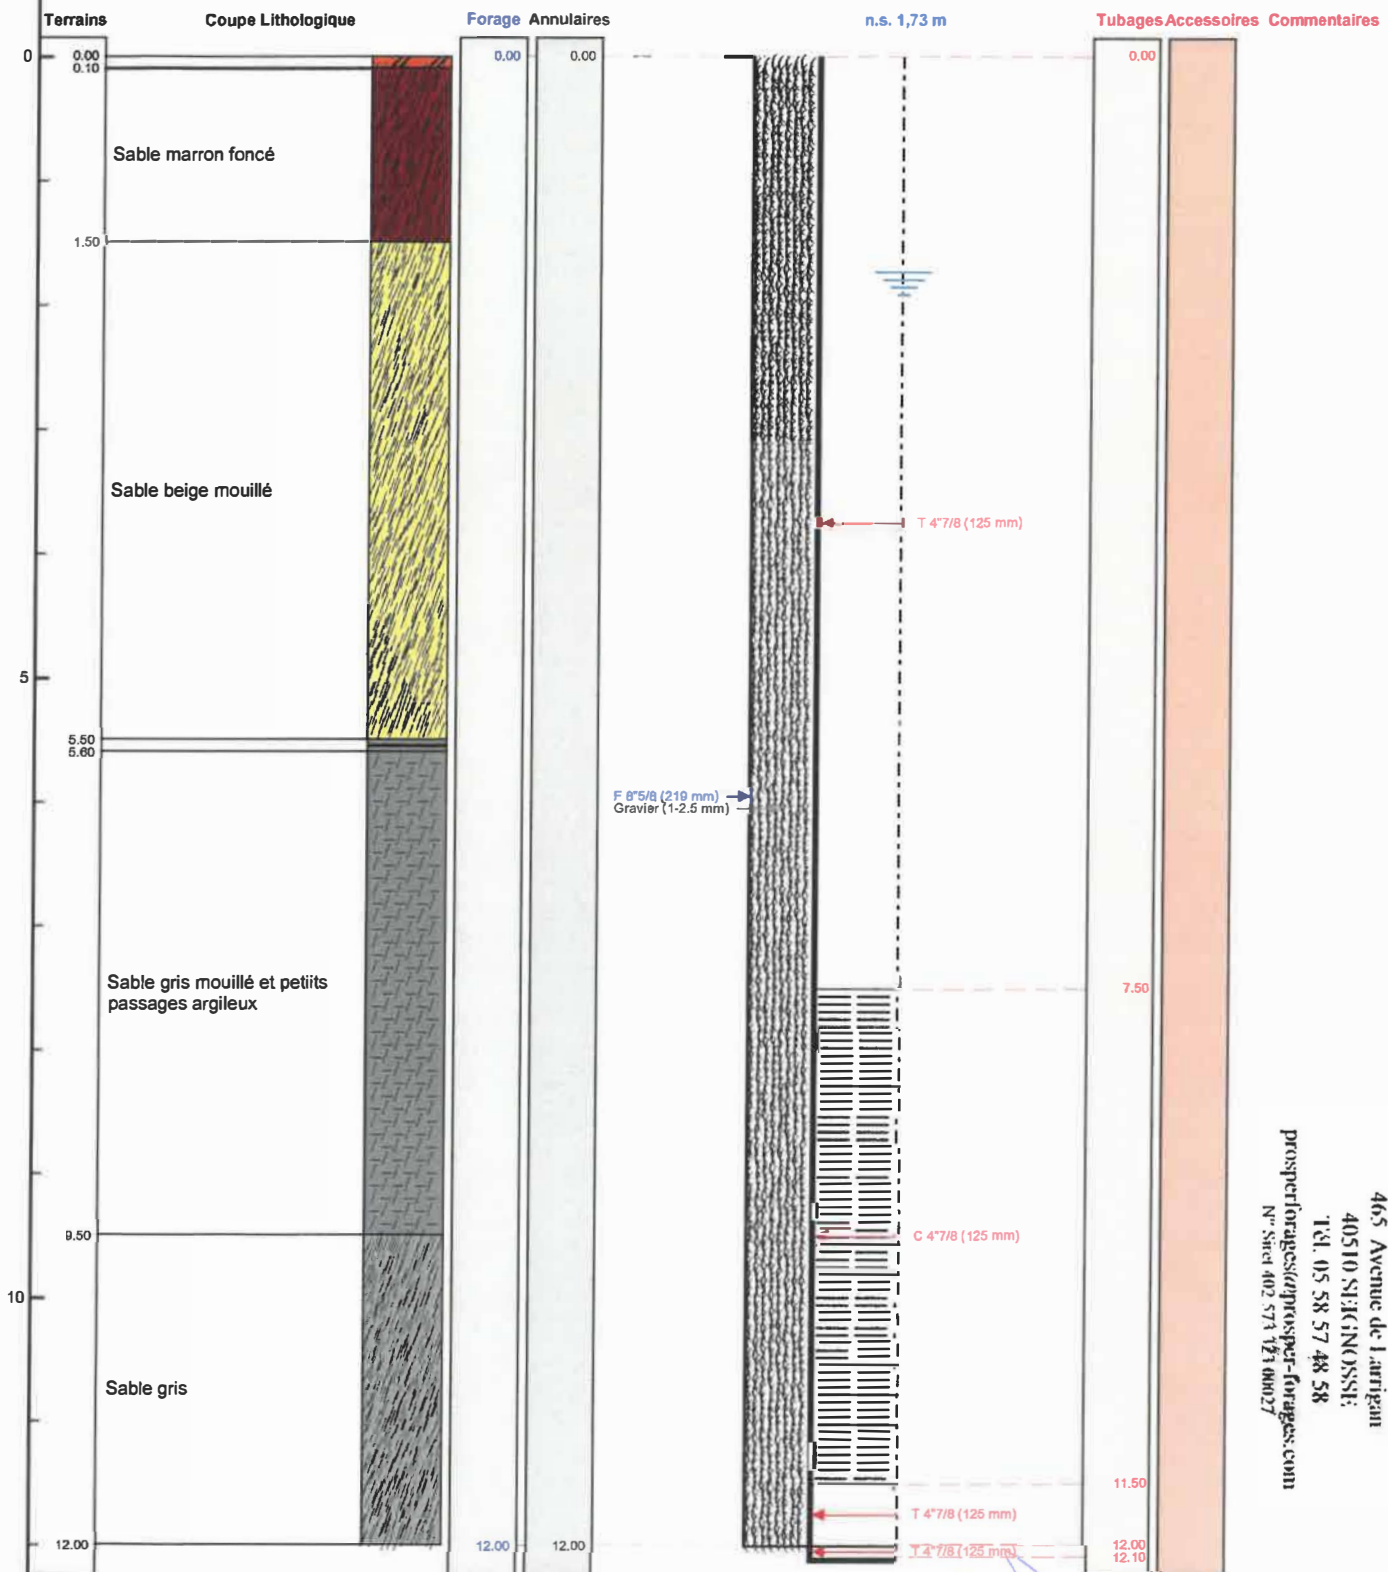 Terrains Coupe Lithologique Forage Annulaires n.s. 1,73 m Tubages Accessoires Commentaires
0 0.00 0.00 0.00 0.00
0.10
Sable marron foncé
1.50
Sable beige mouillé
T 4"7/8 (125 mm)
5
5.50
5.60
F 8"5/8 (219 mm)
Gravier (1-2.5 mm)
Sable gris mouillé et petiits
passages argileux
7.50
9.50
C 4"7/8 (125 mm)
10
Sable gris
11.50
T 4"7/8 (125 mm)
12.00 12.00 12.00 12.00
T 4"7/8 (125 mm)
12.10
465 Avenue de Larrigan
40510 SEIGNOSSE
Tél. 05 58 57 48 58
prosperforages@prosper-forages.com
N° Siret 402 573 123 00027